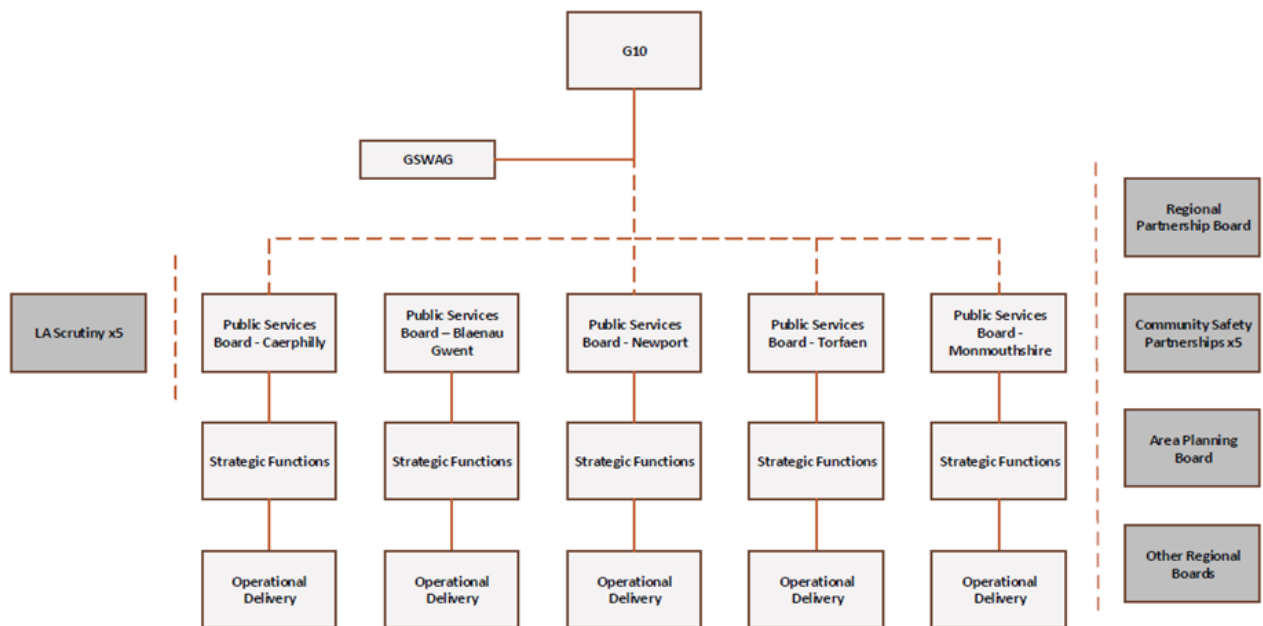 G10
GSWAG
Regional
Partnership Board
LA Scrutiny x5
Public Services
Board - Caerphilly
Public Services
Board – Blaenau
Gwent
Public Services
Board - Newport
Public Services
Board - Torfaen
Public Services
Board -
Monmouthshire
Community Safety
Partnerships x5
Strategic Functions
Strategic Functions
Strategic Functions
Strategic Functions
Strategic Functions
Area Planning
Board
Operational
Delivery
Operational
Delivery
Operational
Delivery
Operational
Delivery
Operational
Delivery
Other Regional
Boards